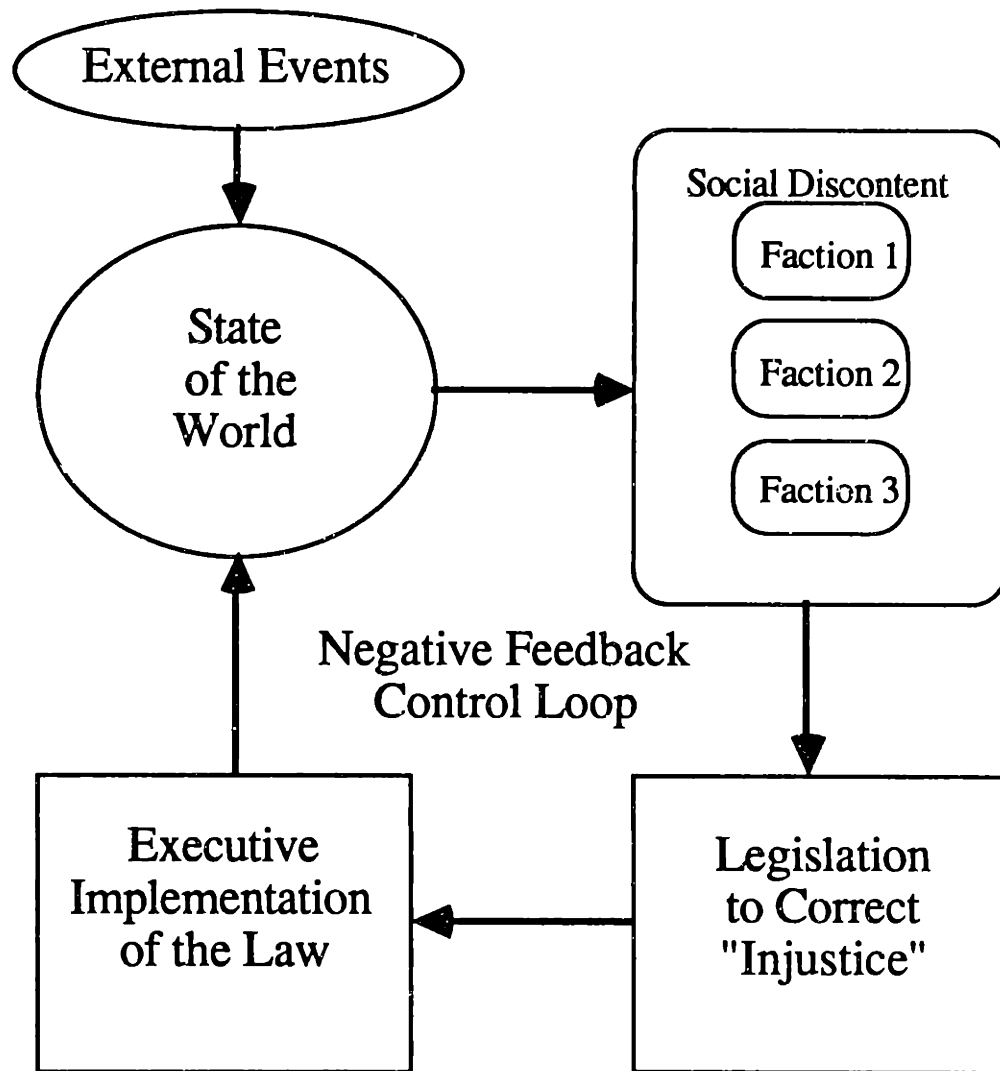 External Events
Social Discontent
Faction 1
State
of the
World
Faction 2
Faction 3
Negative Feedback
Control Loop
Executive
Implementation
of the Law
Legislation
to Correct
"Injustice"